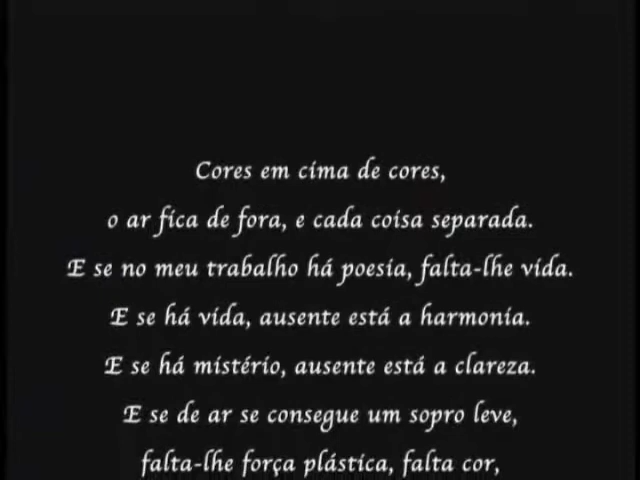 Cores em cima de cores,
o ar fica de fora, e cada coisa separada.
E se no meu trabalho há poesia, falta-lhe vida.
E se há vida, ausente está a harmonia.
E se há mistério, ausente está a clareza.
E se de ar se consegue um sopro leve,
falta-lhe força plástica, falta cor,